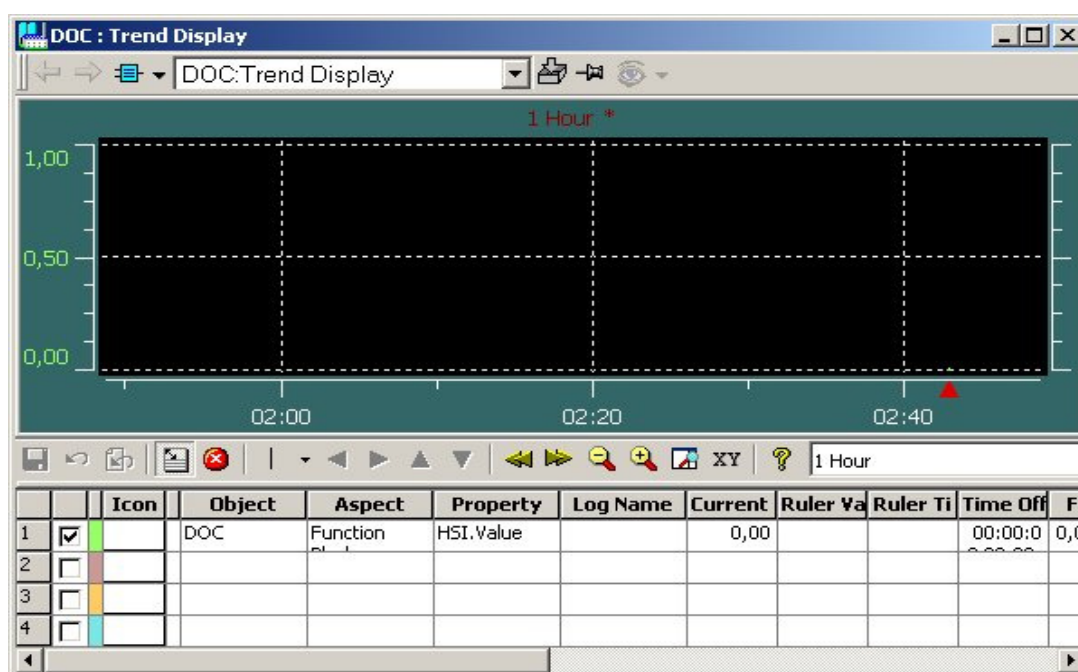 DOC : Trend Display
DOC:Trend Display
1 Hour *
1,00
0,50
0,00
02:00 02:20 02:40
XY ? 1 Hour
Icon Object Aspect Property Log Name Current Ruler Va Ruler Ti Time Off F
1 DOC Function HSI.Value 0,00 00:00:0 0,0
2
3
4